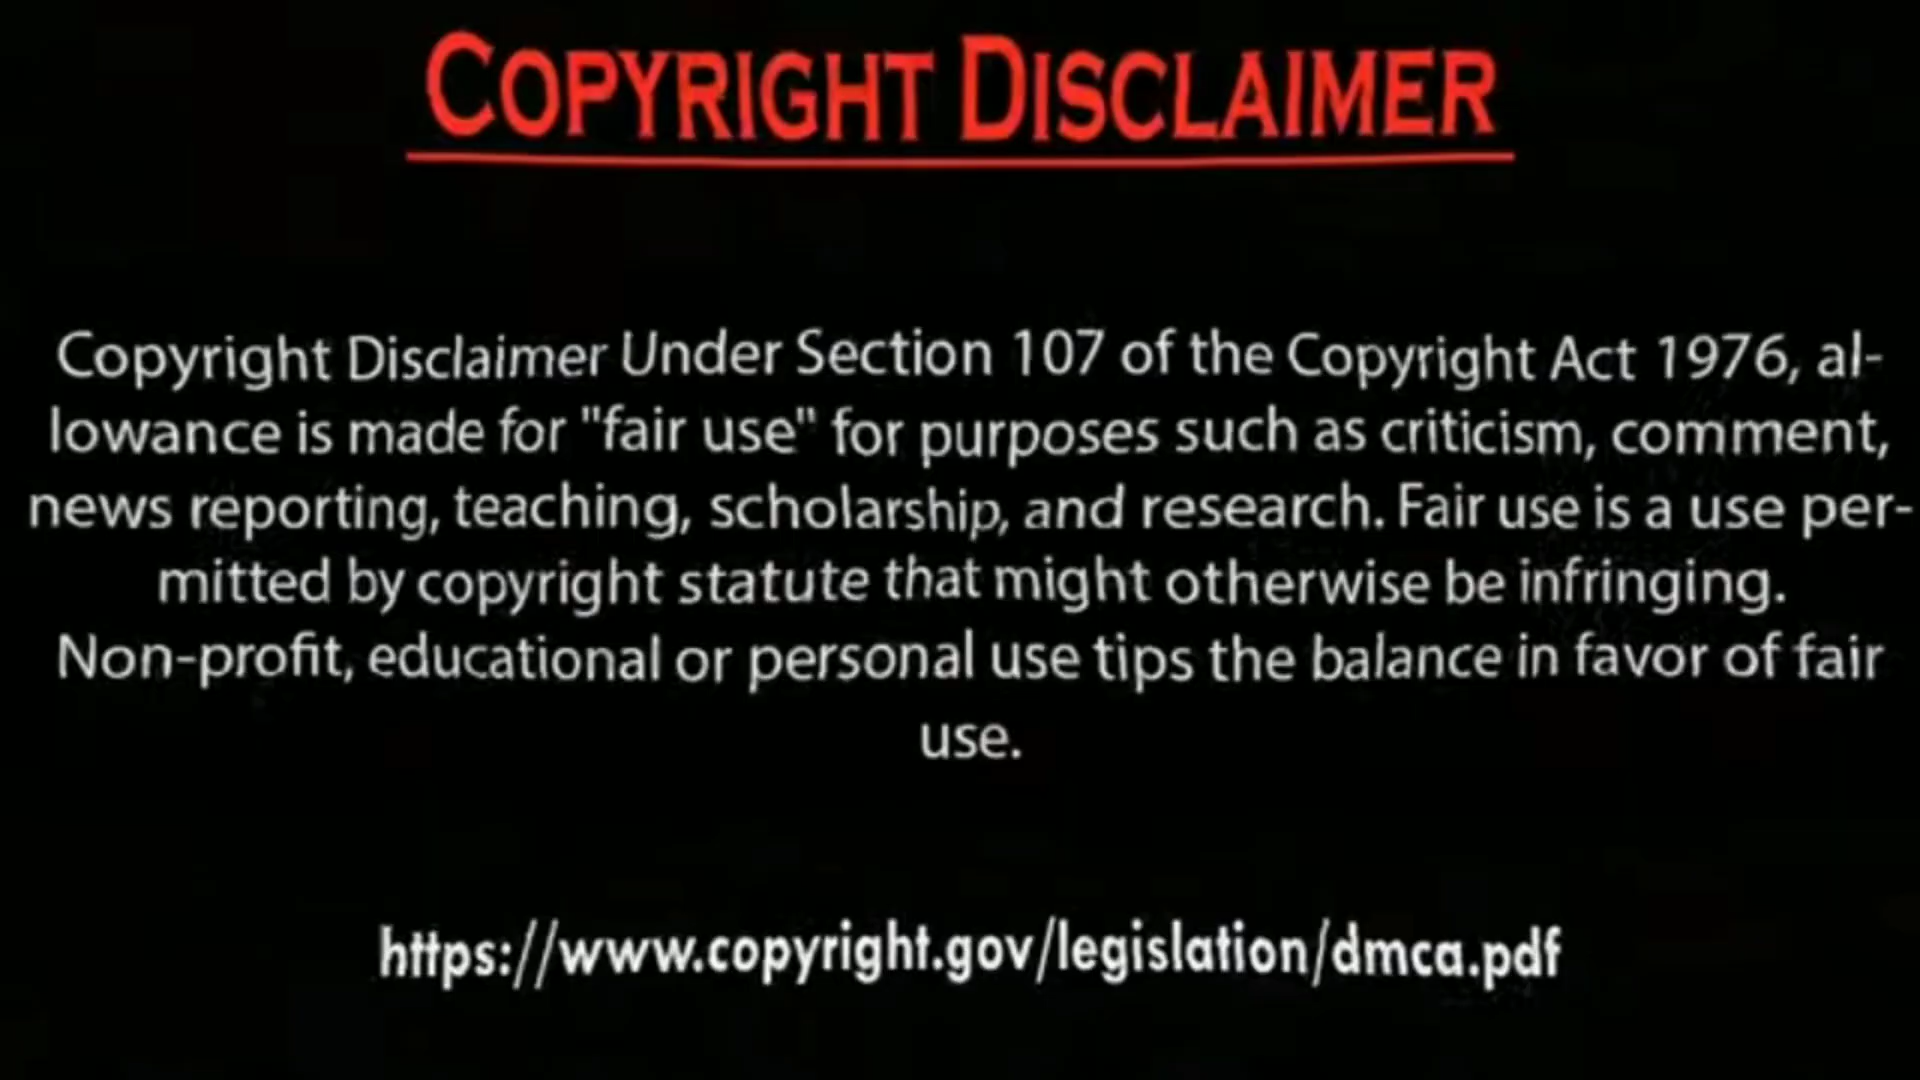 COPYRIGHT DISCLAIMER
Copyright Disclaimer Under Section 107 of the Copyright Act 1976, al-
lowance is made for "fair use" for purposes such as criticism, comment,
news reporting, teaching, scholarship, and research. Fair use is a use per-
mitted by copyright statute that might otherwise be infringing.
Non-profit, educational or personal use tips the balance in favor of fair
use.
https://www.copyright.gov/legislation/dmca.pdf